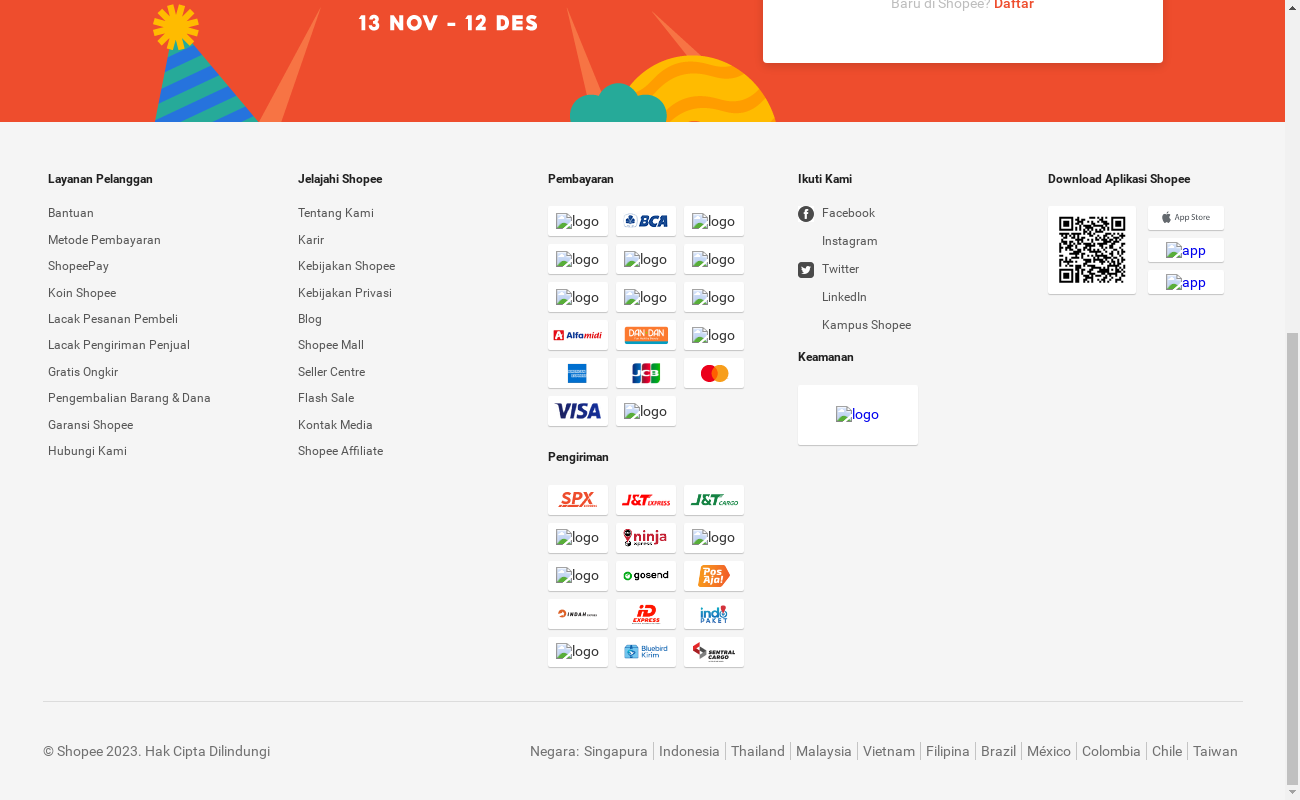 Baru di Shopee? Daftar
13 NOV - 12 DES
Layanan Pelanggan
Bantuan
Metode Pembayaran
ShopeePay
Koin Shopee
Lacak Pesanan Pembeli
Lacak Pengiriman Penjual
Gratis Ongkir
Pengembalian Barang & Dana
Garansi Shopee
Hubungi Kami
Jelajahi Shopee
Tentang Kami
Karir
Kebijakan Shopee
Kebijakan Privasi
Blog
Shopee Mall
Seller Centre
Flash Sale
Kontak Media
Shopee Affiliate
Pembayaran
logo BCA logo
logo logo logo
logo logo logo
Alfamidi DAN DAN logo
JCB
VISA logo
Pengiriman
SPX EXPRESS J&T EXPRESS J&T CARGO
logo ninja xpress logo
logo gosend Pos Aja!
INDAH ID EXPRESS indo PAKET
logo Bluebird Kirim SENTRAL CARGO
Ikuti Kami
Facebook
Instagram
Twitter
LinkedIn
Kampus Shopee
Keamanan
logo
Download Aplikasi Shopee
App Store
app
app
© Shopee 2023. Hak Cipta Dilindungi
Negara: Singapura Indonesia Thailand Malaysia Vietnam Filipina Brazil México Colombia Chile Taiwan